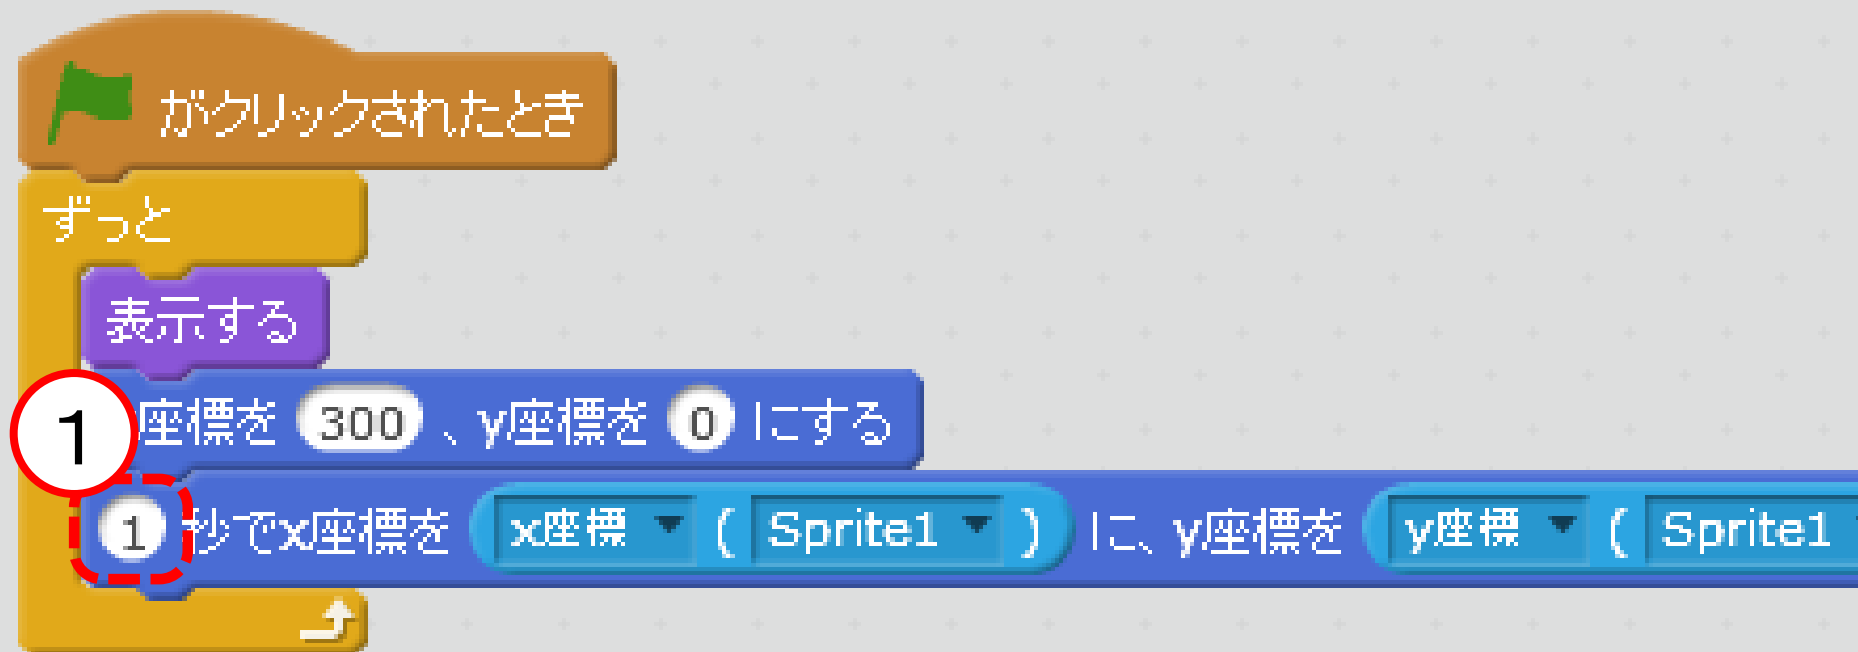 がクリックされたとき
ずっと
表示する
1
座標を 300 、y座標を 0 にする
1 秒でx座標を x座標 ( Sprite1 ) に、y座標を y座標 ( Sprite1